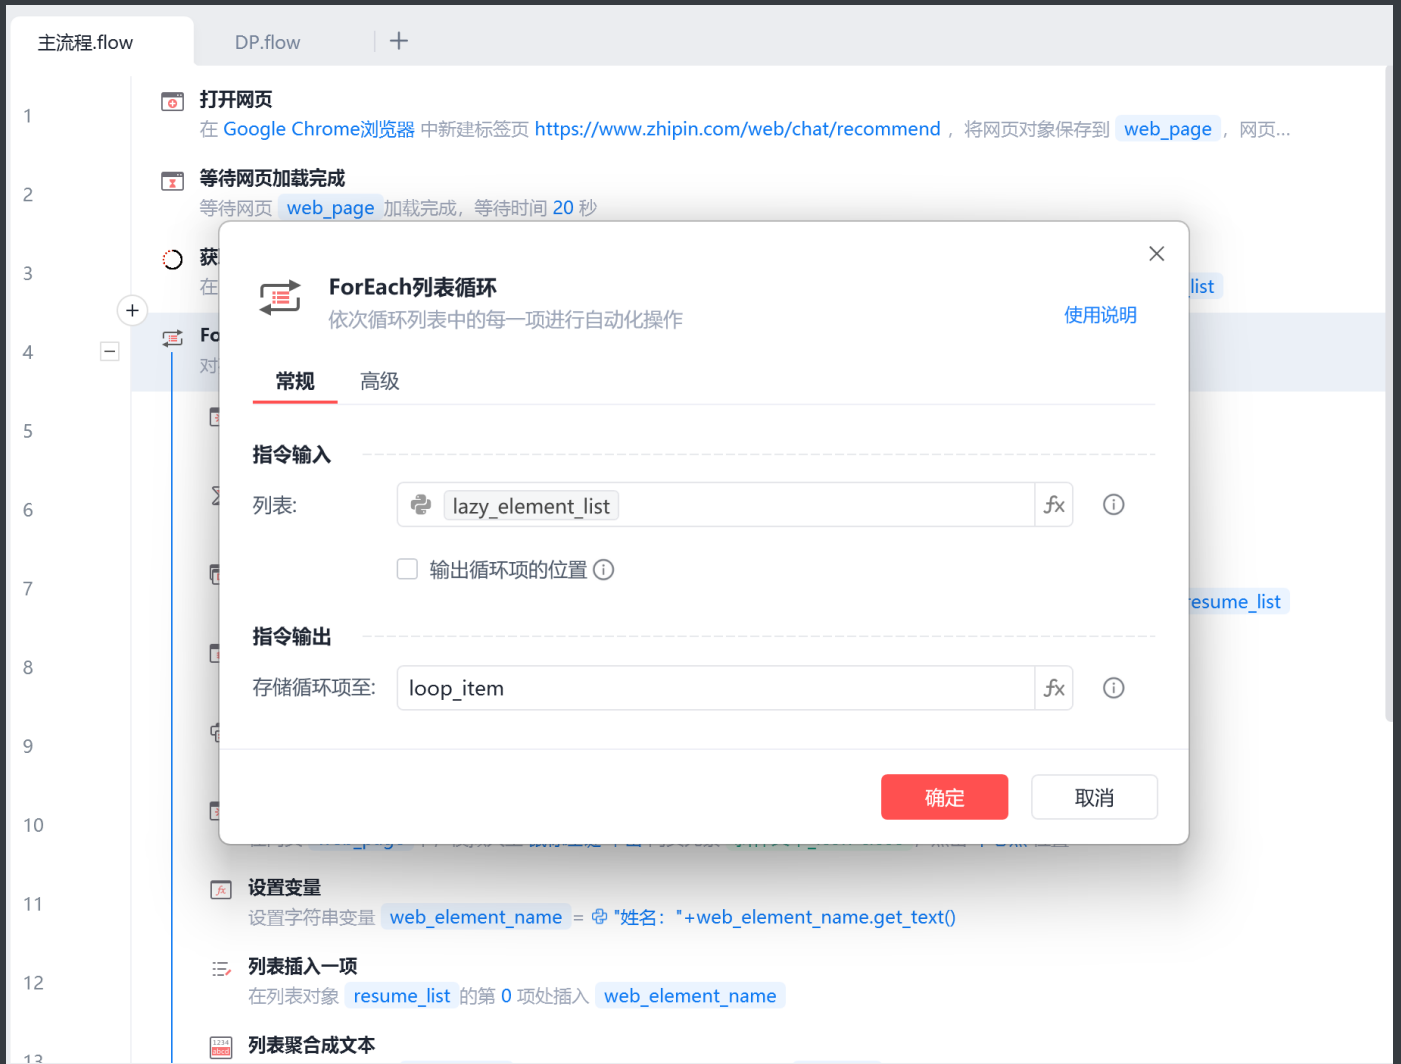 主流程.flow
DP.flow
1
打开网页
在 Google Chrome浏览器 中新建标签页 https://www.zhipin.com/web/chat/recommend ，将网页对象保存到 web_page ，网页...
2
等待网页加载完成
等待网页 web_page 加载完成，等待时间 20 秒
3
获
在
list
4
Fo
对
5
6
7
resume_list
8
9
10
11
设置变量
设置字符串变量 web_element_name = "姓名："+web_element_name.get_text()
12
列表插入一项
在列表对象 resume_list 的第 0 项处插入 web_element_name
13
列表聚合成文本
ForEach列表循环
依次循环列表中的每一项进行自动化操作
使用说明
常规
高级
指令输入
列表:
lazy_element_list
fx
输出循环项的位置
指令输出
存储循环项至:
loop_item
fx
确定
取消